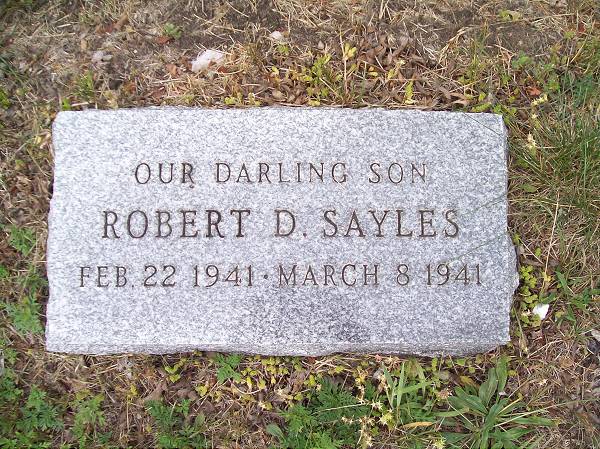 OUR DARLING SON
ROBERT D. SAYLES
FEB. 22 1941 · MARCH 8 1941